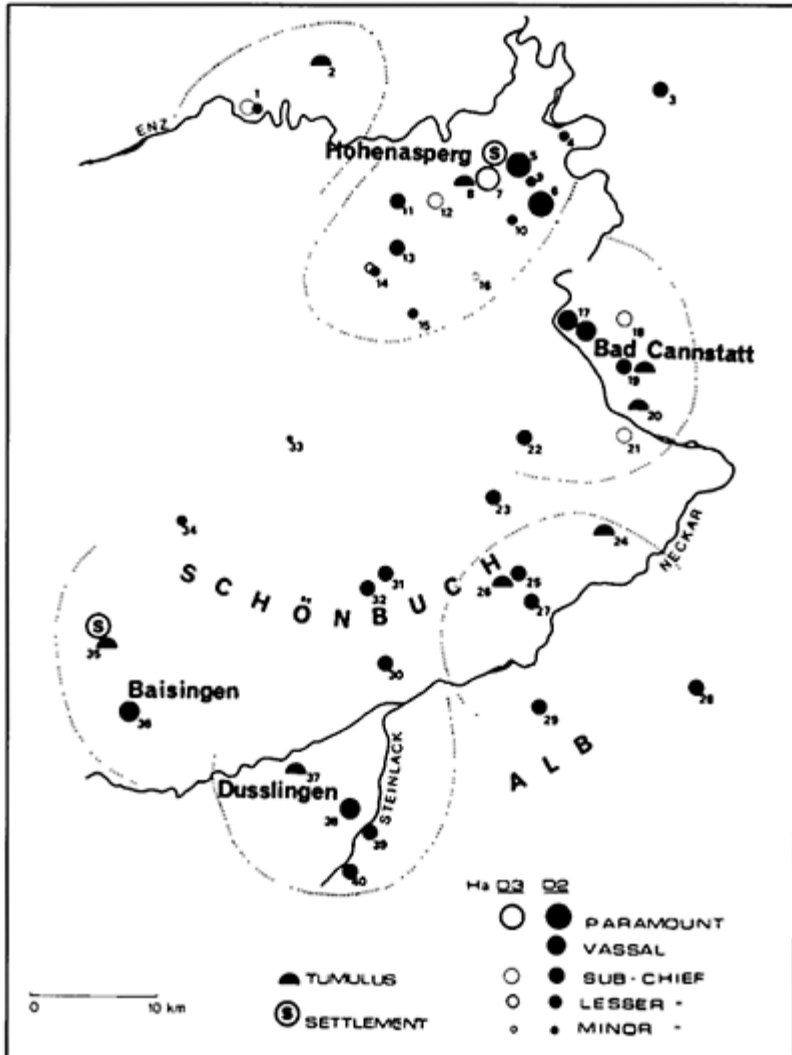 2
3
1
ENZ
4
Hohenasperg
S
5
9
8
7
6
11
12
10
13
14
16
15
17
18
Bad Cannstatt
19
20
33
22
21
23
34
24
NECKAR
SCHÖNBUCH
31
32
26
25
27
S
35
30
Baisingen
28
36
29
ALB
37
Dusslingen
STEINLACK
38
39
40
Ha D3 D2
PARAMOUNT
VASSAL
TUMULUS
SUB-CHIEF
LESSER -
0 10 km
S SETTLEMENT
MINOR -